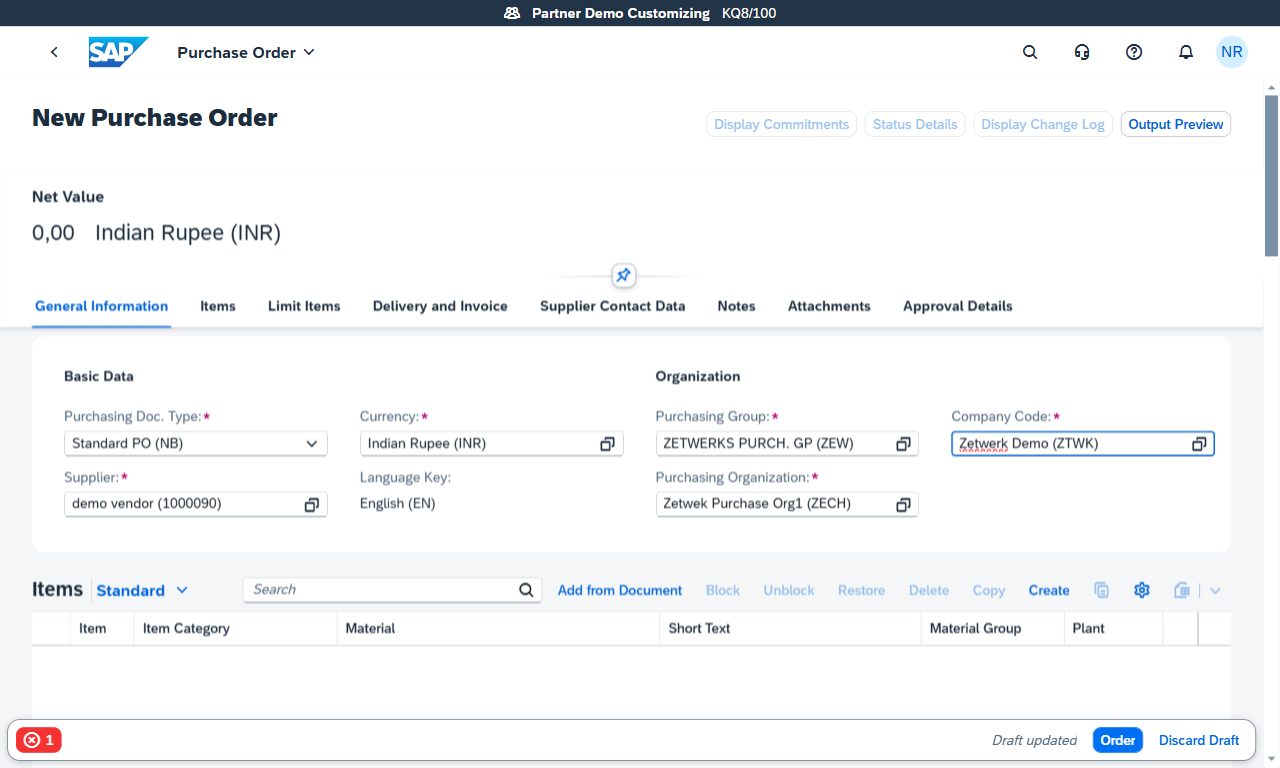 Partner Demo Customizing KQ8/100
SAP Purchase Order NR
New Purchase Order
Display Commitments Status Details Display Change Log Output Preview
Net Value
0,00 Indian Rupee (INR)
General Information Items Limit Items Delivery and Invoice Supplier Contact Data Notes Attachments Approval Details
Basic Data Organization
Purchasing Doc. Type:* Currency:* Purchasing Group:* Company Code:*
Standard PO (NB) Indian Rupee (INR) ZETWERKS PURCH. GP (ZEW) Zetwerk Demo (ZTWK)
Supplier:* Language Key: Purchasing Organization:*
demo vendor (1000090) English (EN) Zetwek Purchase Org1 (ZECH)
Items Standard Search Add from Document Block Unblock Restore Delete Copy Create
Item Item Category Material Short Text Material Group Plant
1 Draft updated Order Discard Draft